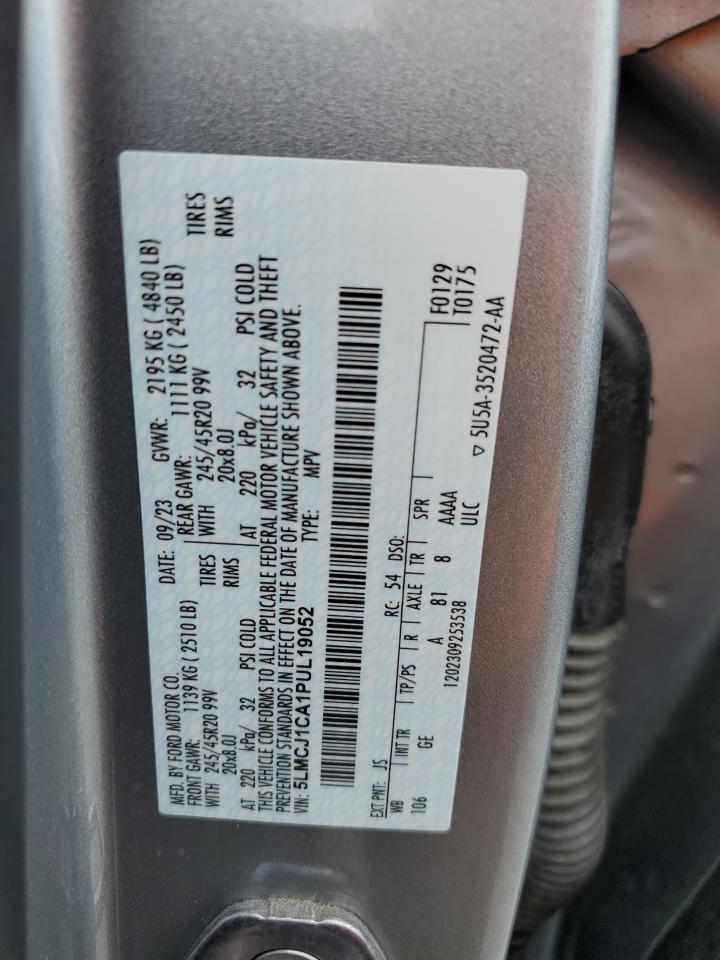 MFD. BY FORD MOTOR CO. DATE: 09/23 GVWR: 2195 KG ( 4840 LB)
FRONT GAWR: 1139 KG ( 2510 LB) REAR GAWR: 1111 KG ( 2450 LB)
WITH 245/45R20 99V TIRES WITH 245/45R20 99V TIRES
20x8.0J RIMS 20x8.0J RIMS
AT 220 kPa/ 32 PSI COLD AT 220 kPa/ 32 PSI COLD
THIS VEHICLE CONFORMS TO ALL APPLICABLE FEDERAL MOTOR VEHICLE SAFETY AND THEFT
PREVENTION STANDARDS IN EFFECT ON THE DATE OF MANUFACTURE SHOWN ABOVE.
VIN: 5LMCJ1CA1PUL19052 TYPE: MPV
EXT PNT: JS RC: 54 DSO:
WB INT TR TP/PS R AXLE TR SPR F0129
106 GE A 81 8 AAAA T0175
1202309253538 ULC
▽ 5U5A-3520472-AA